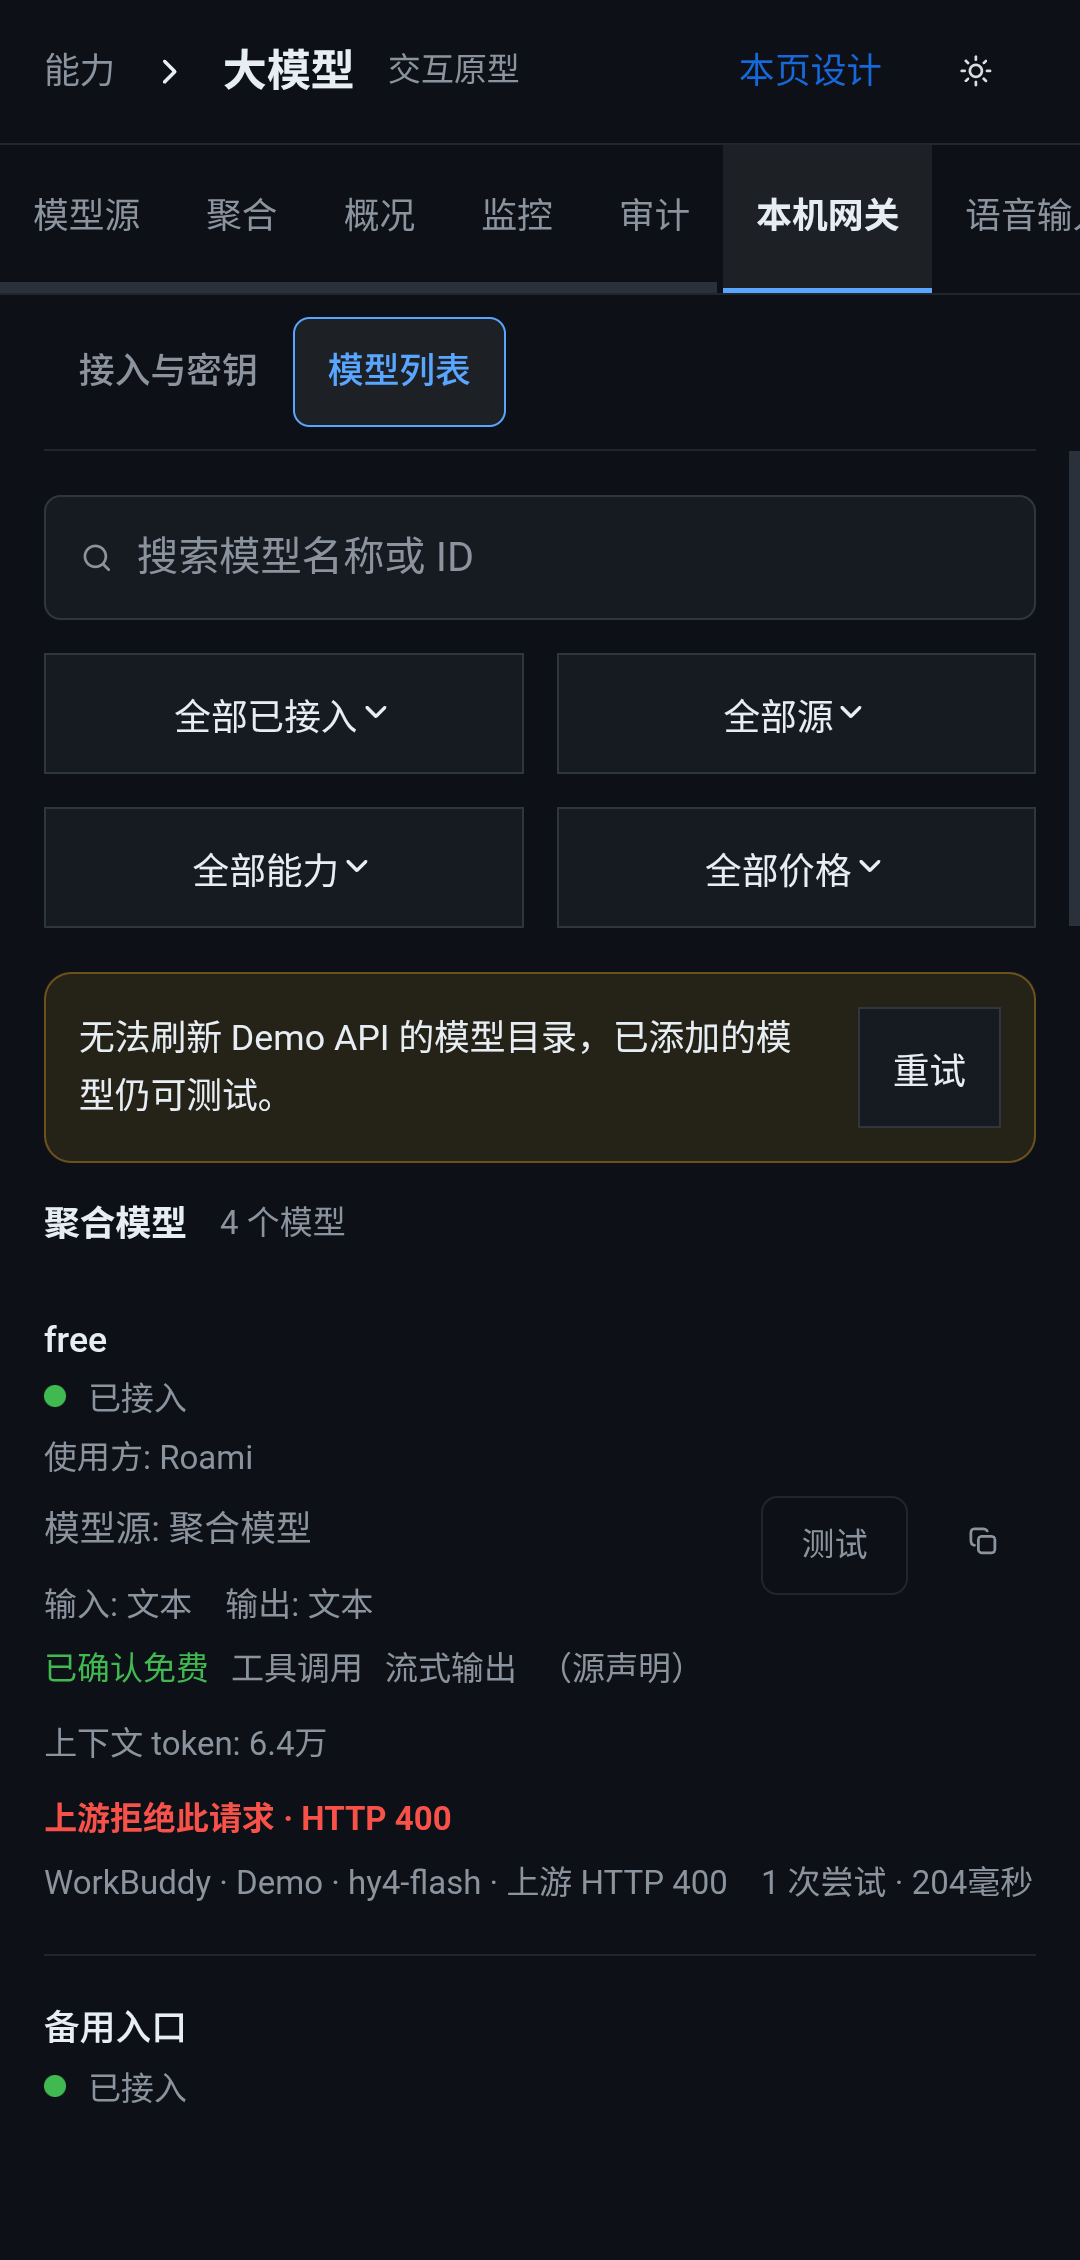 能力 大模型 交互原型 本页设计
模型源 聚合 概况 监控 审计 本机网关 语音输
接入与密钥 模型列表
搜索模型名称或 ID
全部已接入 全部源
全部能力 全部价格
无法刷新 Demo API 的模型目录，已添加的模
型仍可测试。
重试
聚合模型 4 个模型
free
已接入
使用方: Roami
模型源: 聚合模型
测试
输入: 文本 输出: 文本
已确认免费 工具调用 流式输出 （源声明）
上下文 token: 6.4万
上游拒绝此请求 · HTTP 400
WorkBuddy · Demo · hy4-flash · 上游 HTTP 400 1 次尝试 · 204毫秒
备用入口
已接入